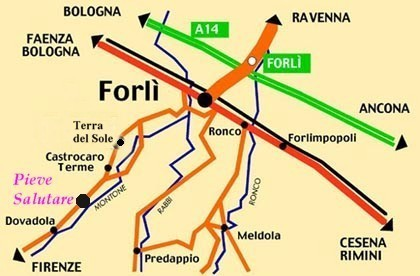 BOLOGNA
RAVENNA
A14
FAENZA
BOLOGNA
FORLÌ
Forlì
ANCONA
Terra
del Sole
Ronco
Forlimpopoli
Castrocaro
Terme
Pieve
Salutare
MONTONE
RABBI
RONCO
Dovadola
Meldola
CESENA
RIMINI
Predappio
FIRENZE